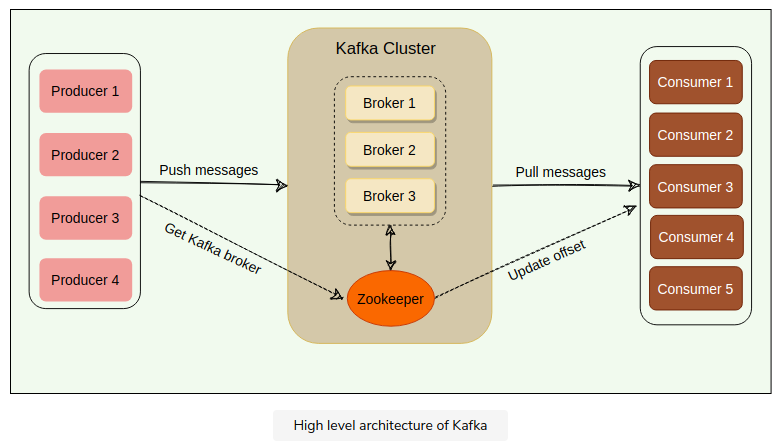 Kafka Cluster
Producer 1
Producer 2
Producer 3
Producer 4
Push messages
Get Kafka broker
Broker 1
Broker 2
Broker 3
Zookeeper
Pull messages
Update offset
Consumer 1
Consumer 2
Consumer 3
Consumer 4
Consumer 5
High level architecture of Kafka